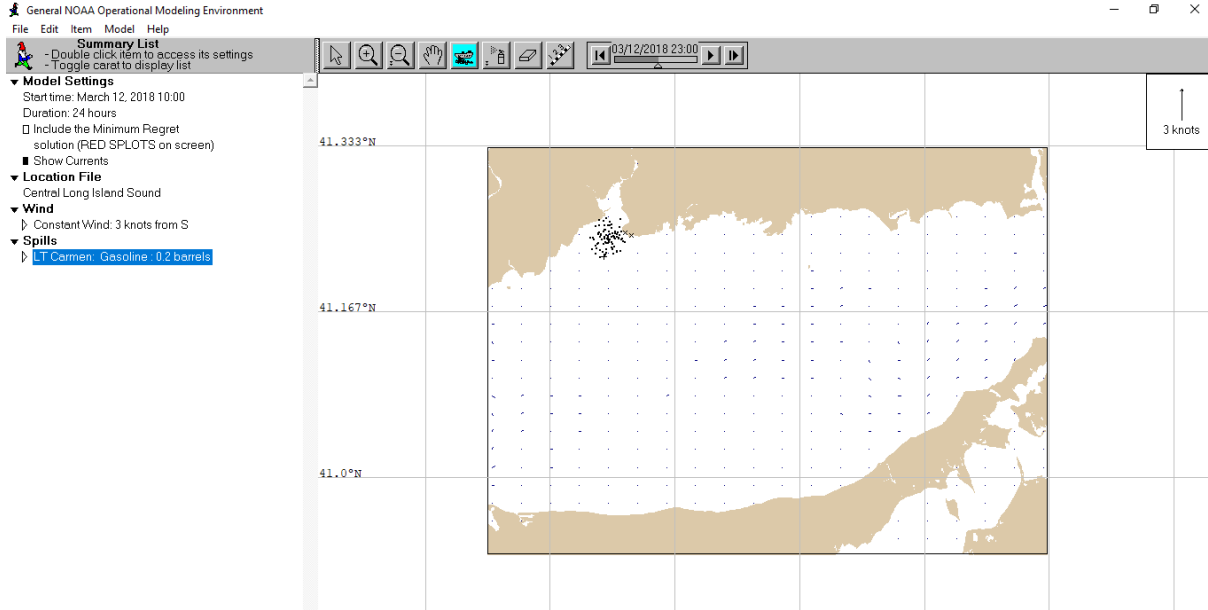 General NOAA Operational Modeling Environment
File Edit Item Model Help
Summary List
- Double click item to access its settings
- Toggle carat to display list
03/12/2018 23:00
Model Settings
Start time: March 12, 2018 10:00
Duration: 24 hours
Include the Minimum Regret
solution (RED SPLOTS on screen)
Show Currents
Location File
Central Long Island Sound
Wind
Constant Wind: 3 knots from S
Spills
LT Carmen: Gasoline : 0.2 barrels
3 knots
41.333°N
41.167°N
41.0°N